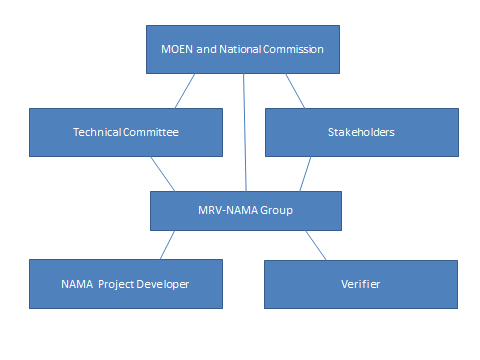 MOEN and National Commission
Technical Committee
Stakeholders
MRV-NAMA Group
NAMA Project Developer
Verifier